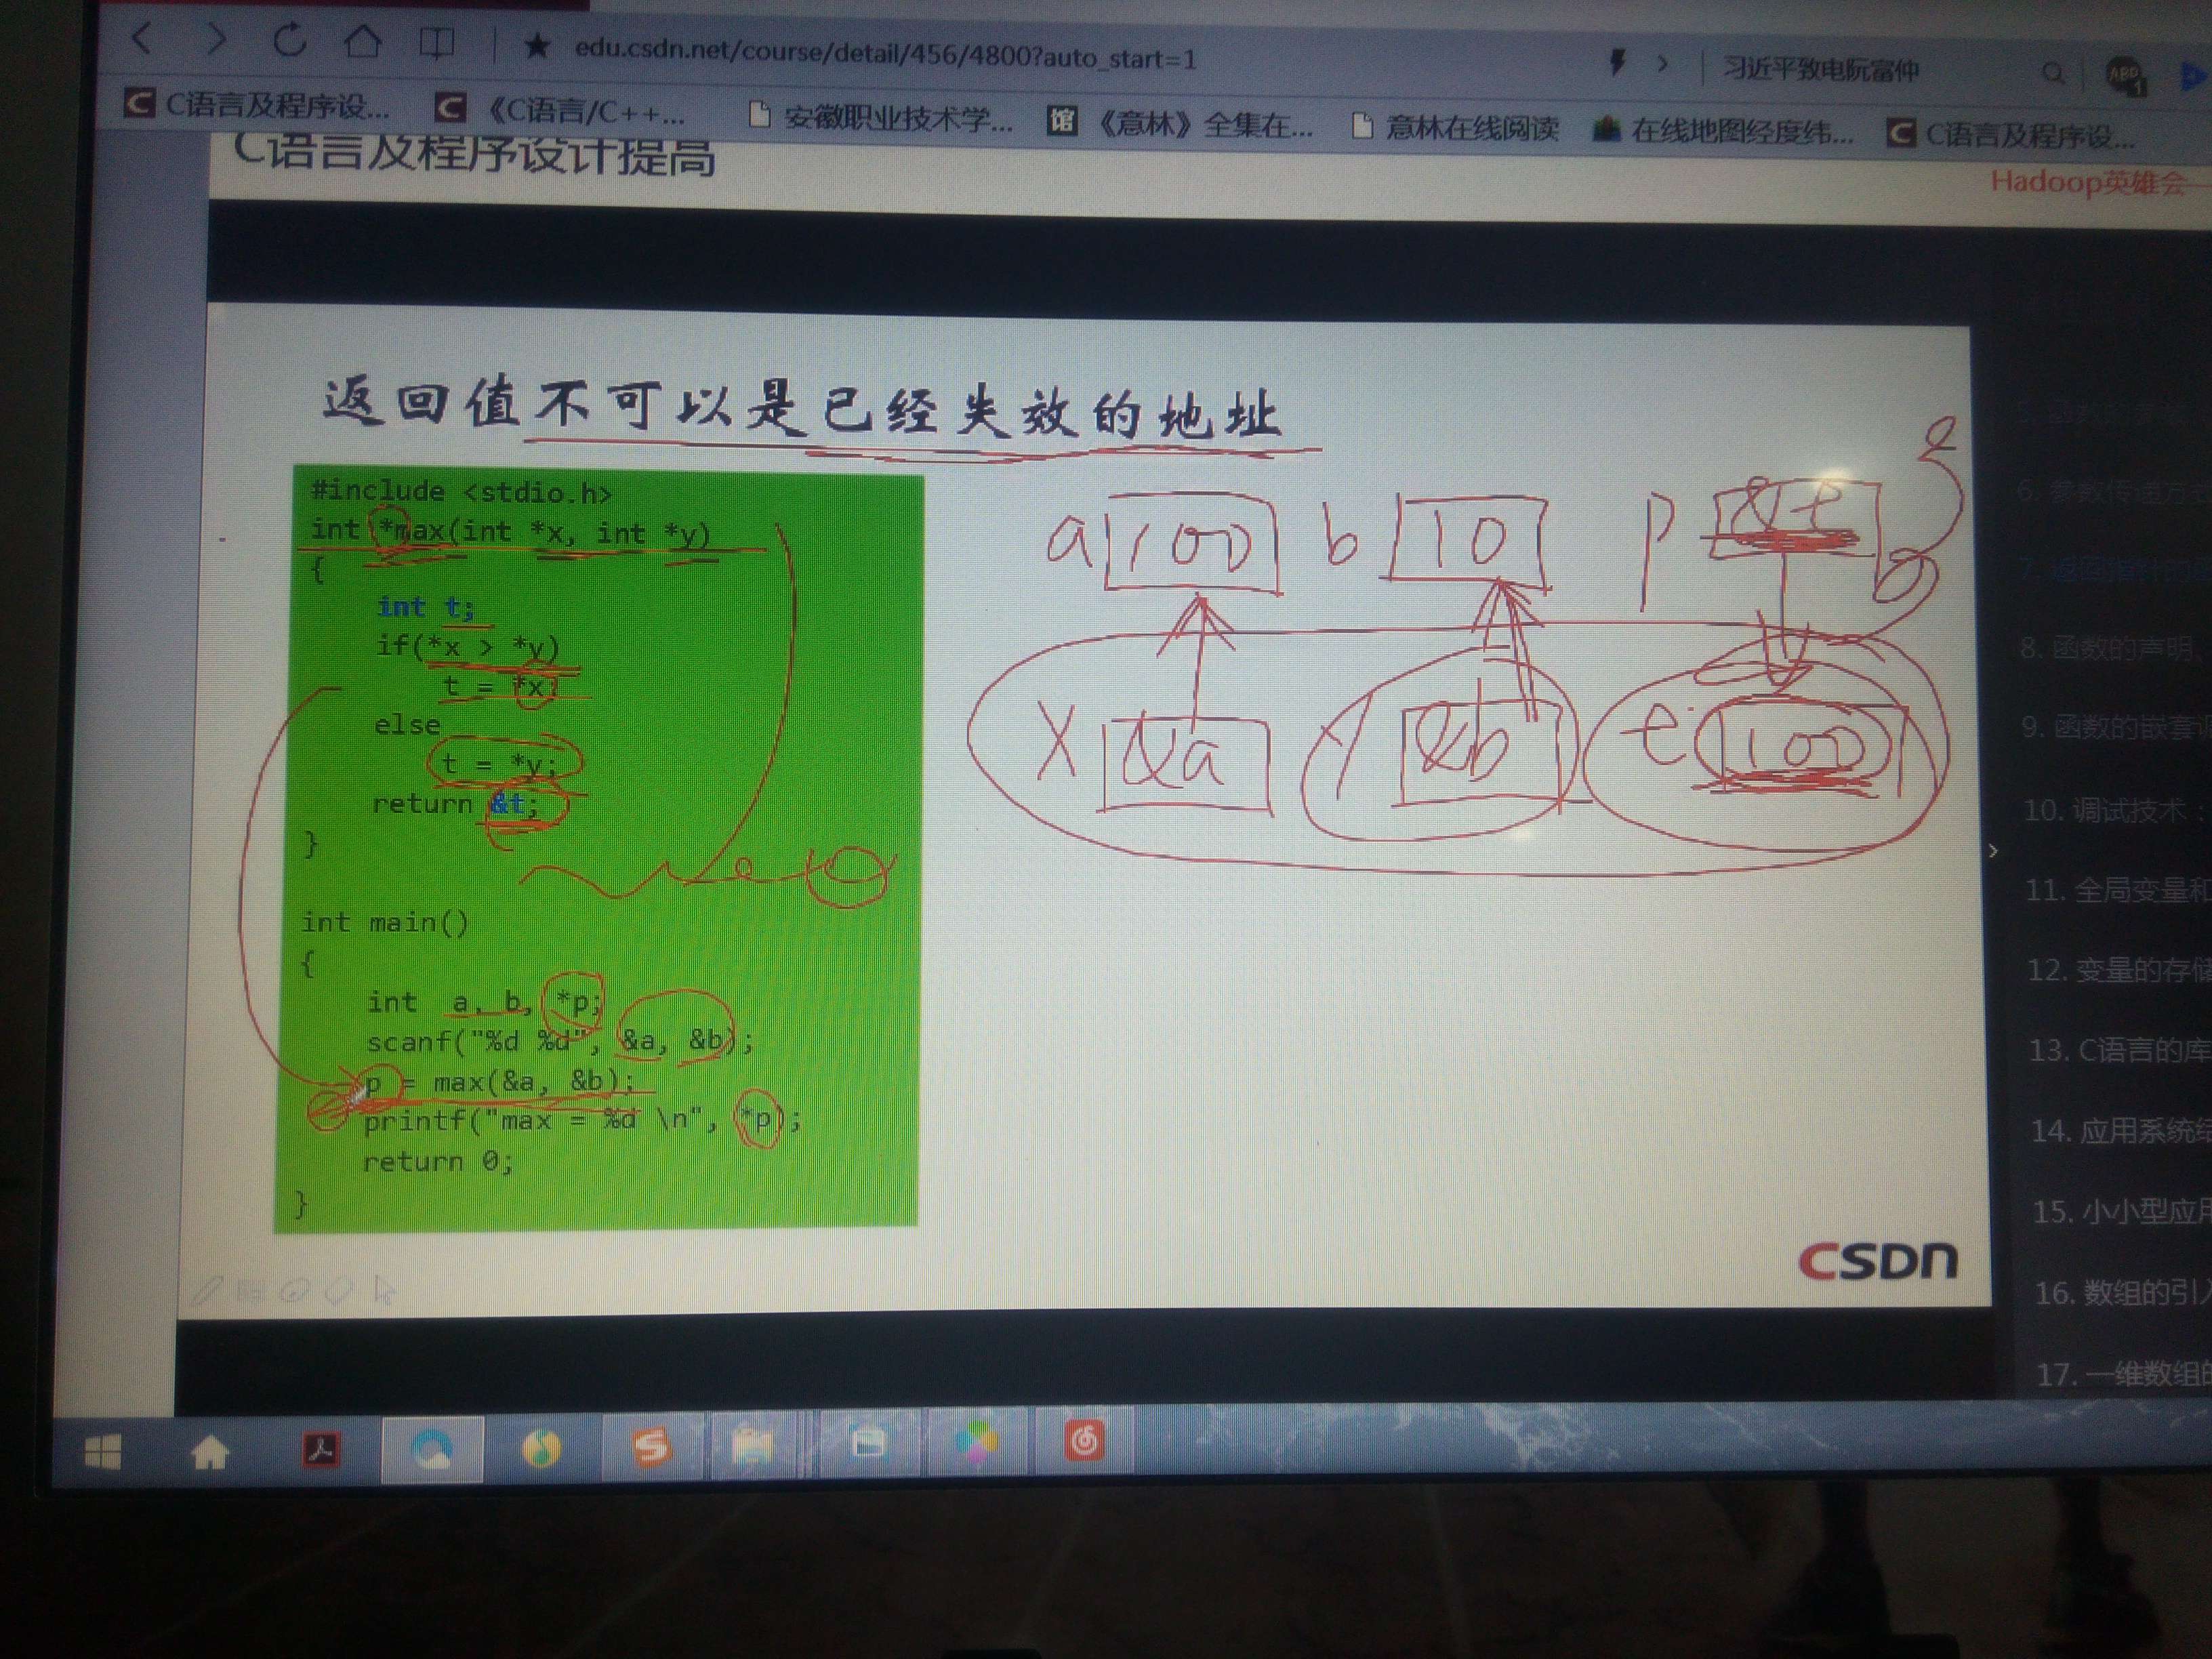 edu.csdn.net/course/detail/456/4800?auto_start=1
习近平致电阮富仲
ABP
1
C语言及程序设...
《C语言/C++...
安徽职业技术学...
馆
《意林》全集在...
意林在线阅读
在线地图经度纬...
C语言及程序设...
C语言及程序设计提高
Hadoop英雄会
返回值不可以是已经失效的地址
#include <stdio.h>
int *max(int *x, int *y)
{
int t;
if(*x > *y)
t = *x;
else
t = *y;
return &t;
}
int main()
{
int a, b, *p;
scanf("%d %d", &a, &b);
p = max(&a, &b);
printf("max = %d \n", *p);
return 0;
}
a 100 b 10 p &t
x &a y &b t 100
CSDN
6. 参数传递方
8. 函数的声明、
9. 函数的嵌套调
10. 调试技术：
11. 全局变量和
12. 变量的存储
13. C语言的库
14. 应用系统结
15. 小小型应用
16. 数组的引入
17. 一维数组的